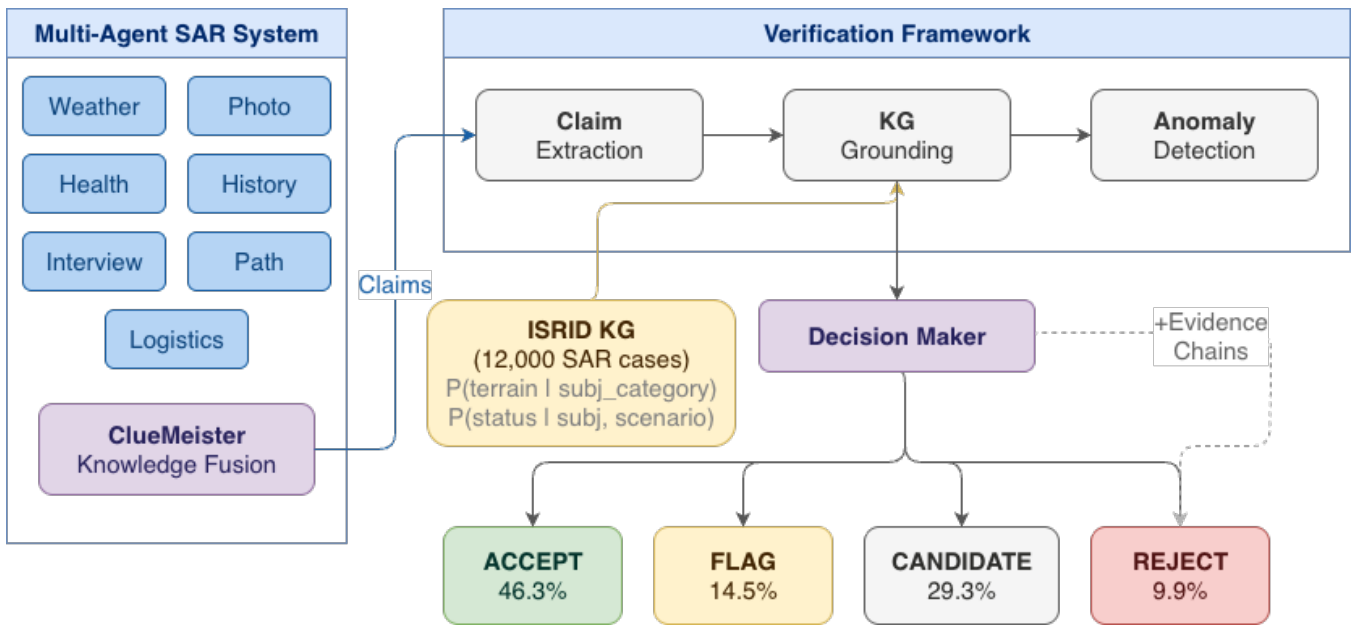 Multi-Agent SAR System
Weather
Photo
Health
History
Interview
Path
Logistics
ClueMeister
Knowledge Fusion
Claims
Verification Framework
Claim
Extraction
KG
Grounding
Anomaly
Detection
ISRID KG
(12,000 SAR cases)
P(terrain | subj_category)
P(status | subj, scenario)
Decision Maker
+Evidence
Chains
ACCEPT
46.3%
FLAG
14.5%
CANDIDATE
29.3%
REJECT
9.9%